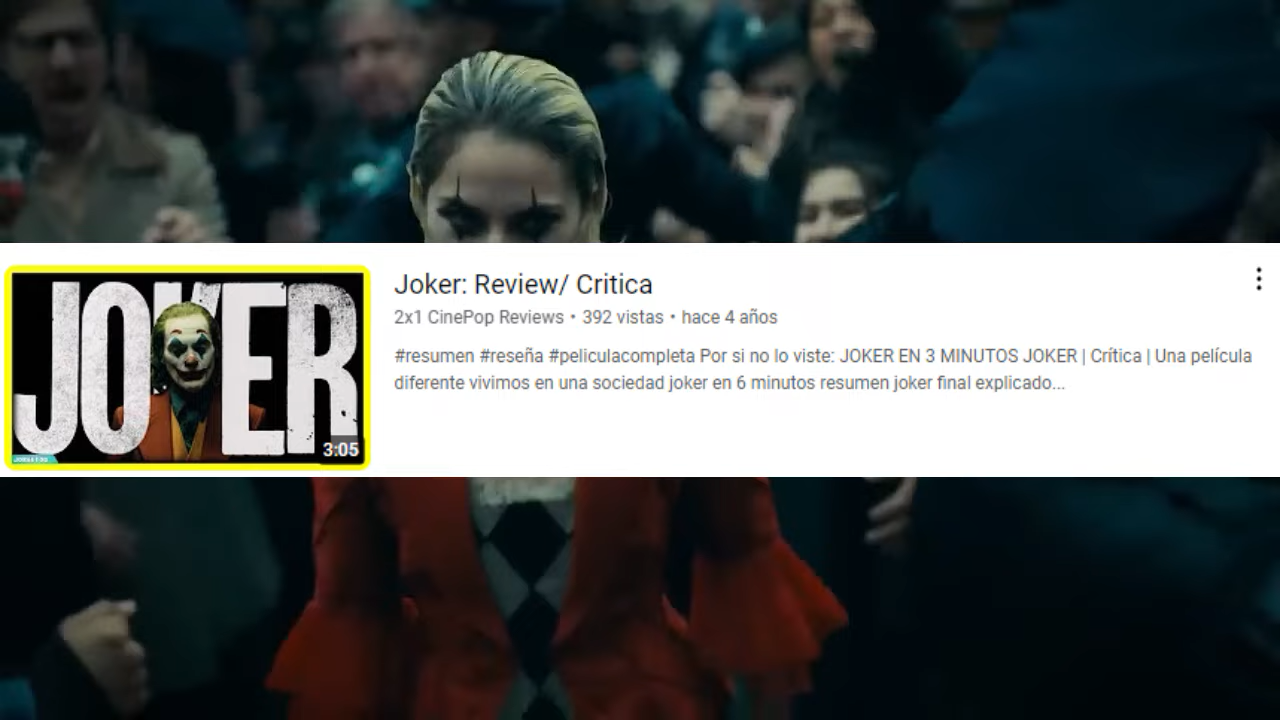 JOKER
3:05
Joker: Review/ Critica
2x1 CinePop Reviews • 392 vistas • hace 4 años
#resumen #reseña #peliculacompleta Por si no lo viste: JOKER EN 3 MINUTOS JOKER | Crítica | Una película
diferente vivimos en una sociedad joker en 6 minutos resumen joker final explicado...